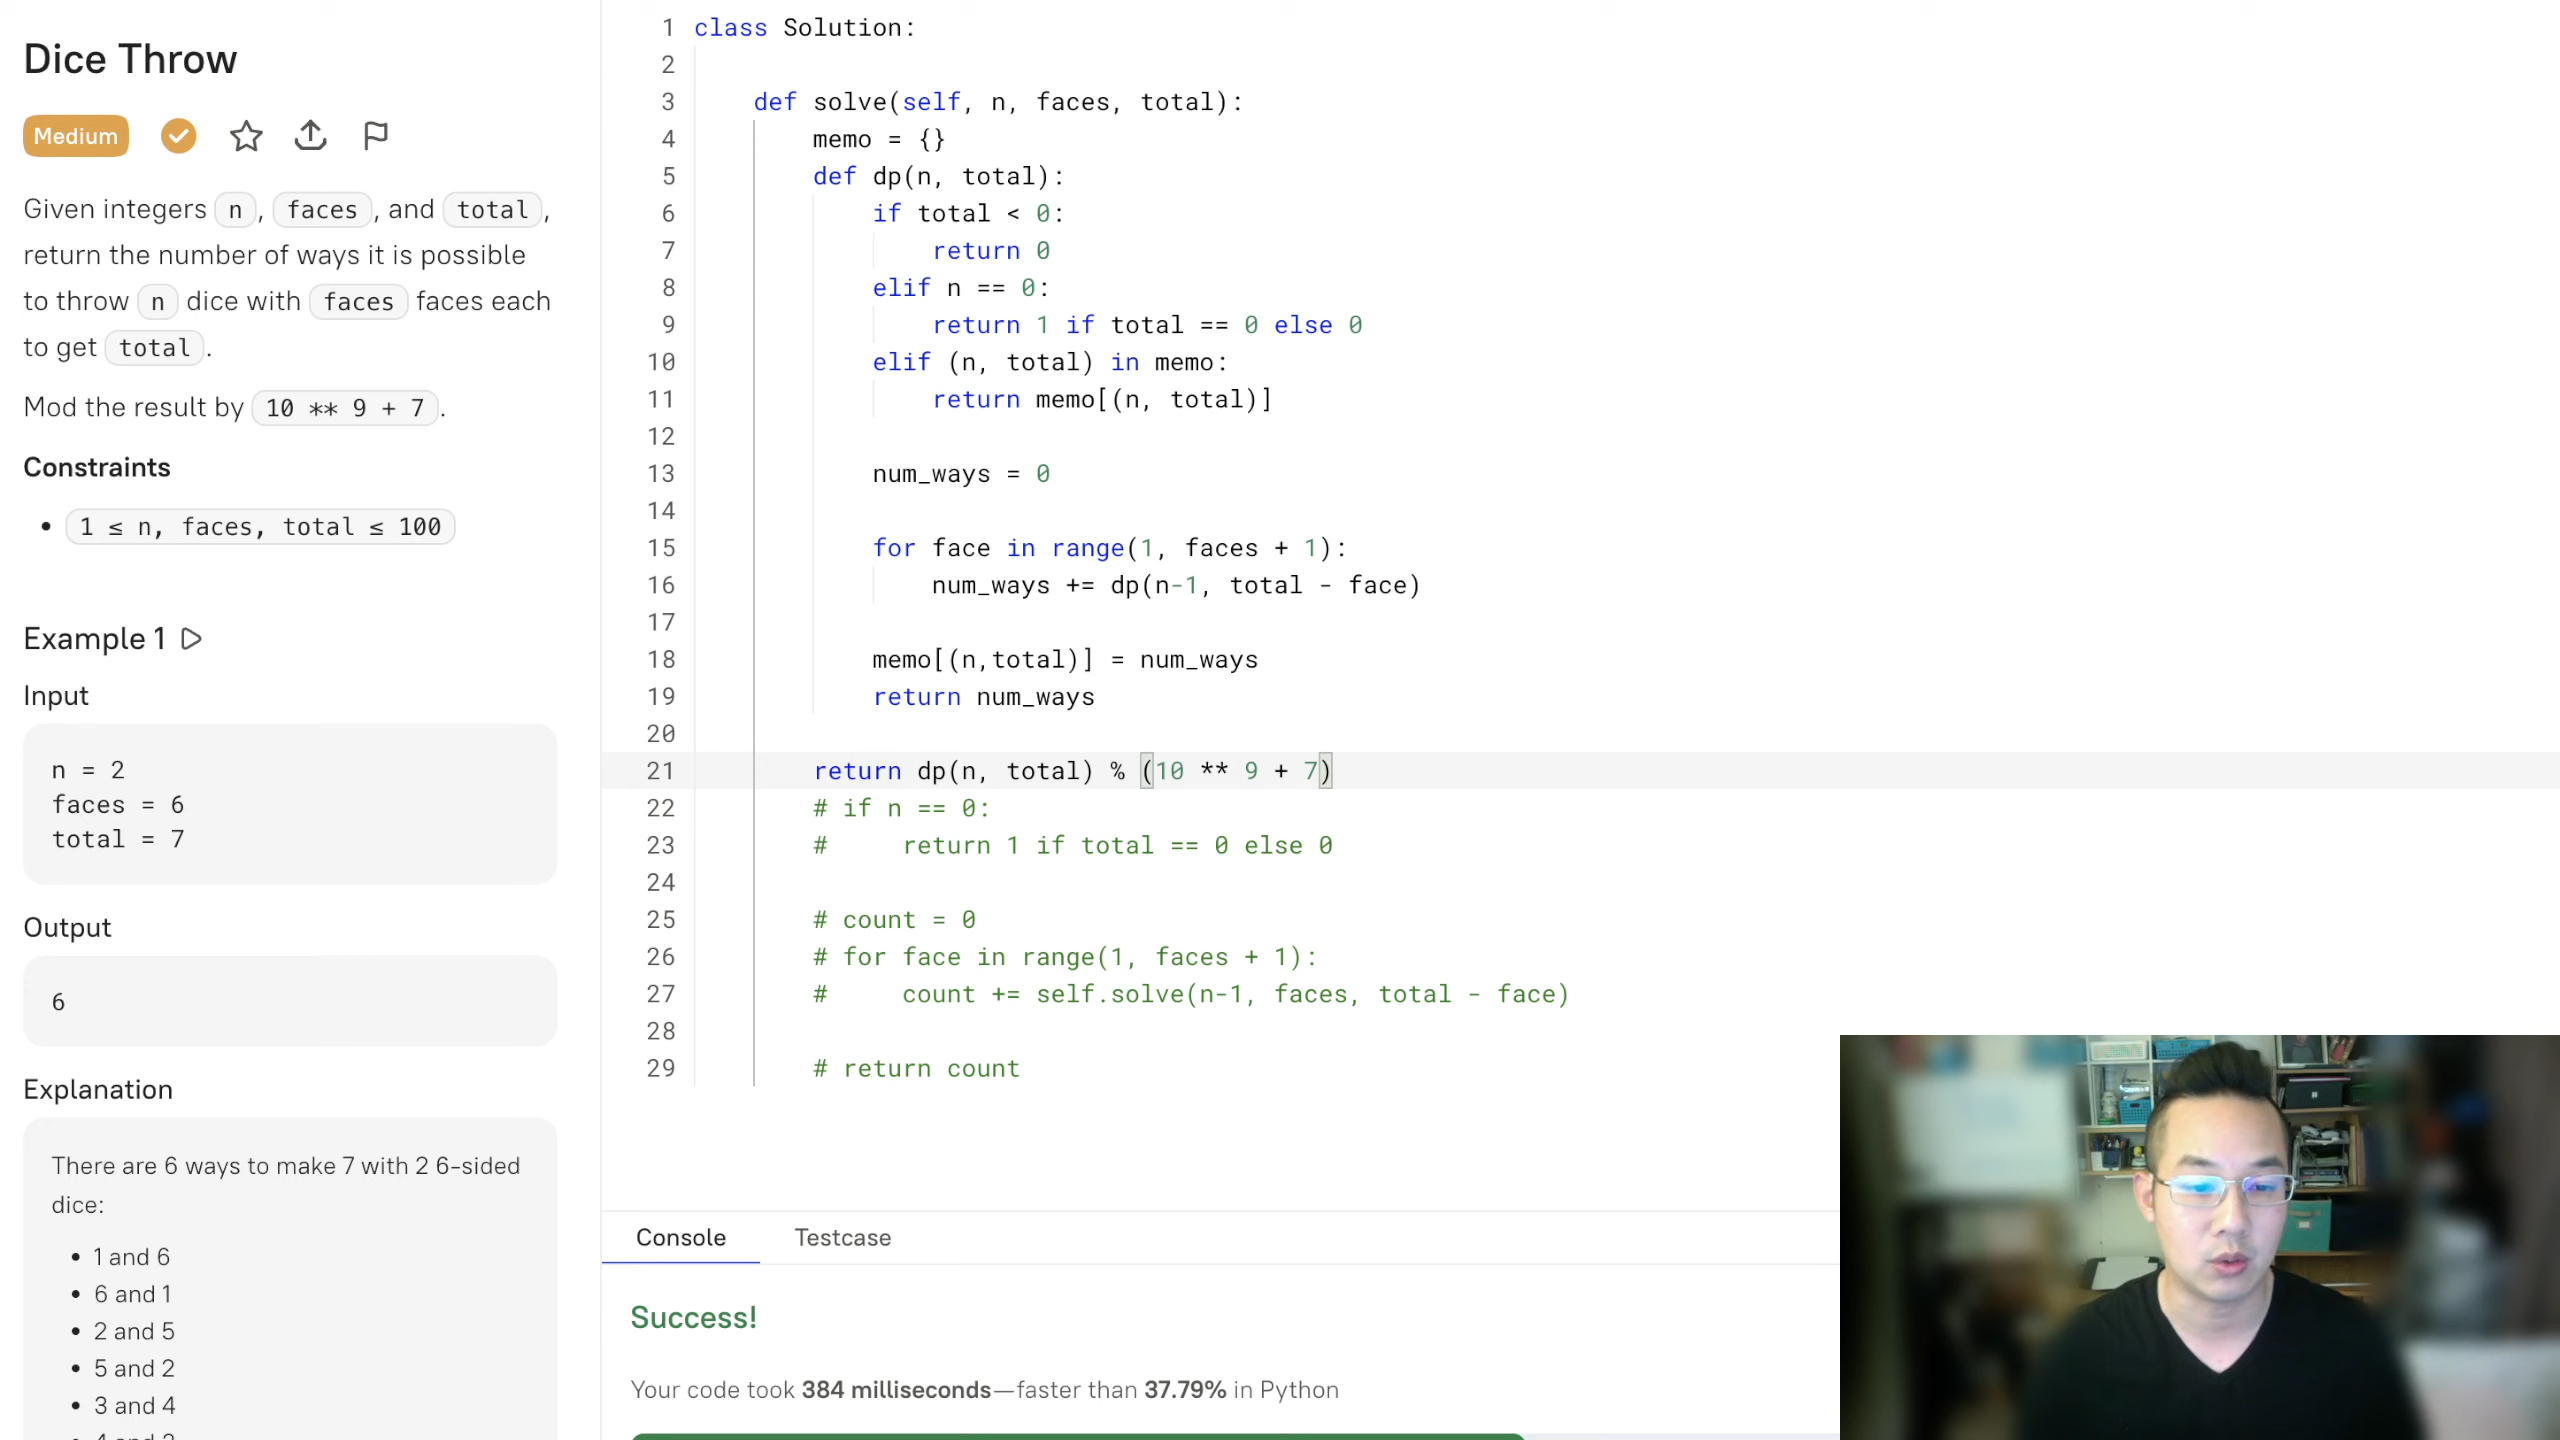 Dice Throw
Medium
Given integers n, faces, and total,
return the number of ways it is possible
to throw n dice with faces faces each
to get total.
Mod the result by 10 ** 9 + 7.
Constraints
• 1 ≤ n, faces, total ≤ 100
Example 1
Input
n = 2
faces = 6
total = 7
Output
6
Explanation
There are 6 ways to make 7 with 2 6-sided
dice:
• 1 and 6
• 6 and 1
• 2 and 5
• 5 and 2
• 3 and 4
1 class Solution:
2
3     def solve(self, n, faces, total):
4         memo = {}
5         def dp(n, total):
6             if total < 0:
7                 return 0
8             elif n == 0:
9                 return 1 if total == 0 else 0
10             elif (n, total) in memo:
11                 return memo[(n, total)]
12
13             num_ways = 0
14
15             for face in range(1, faces + 1):
16                 num_ways += dp(n-1, total - face)
17
18             memo[(n,total)] = num_ways
19             return num_ways
20
21         return dp(n, total) % (10 ** 9 + 7)
22         # if n == 0:
23         #     return 1 if total == 0 else 0
24
25         # count = 0
26         # for face in range(1, faces + 1):
27         #     count += self.solve(n-1, faces, total - face)
28
29         # return count
Console Testcase
Success!
Your code took 384 milliseconds—faster than 37.79% in Python